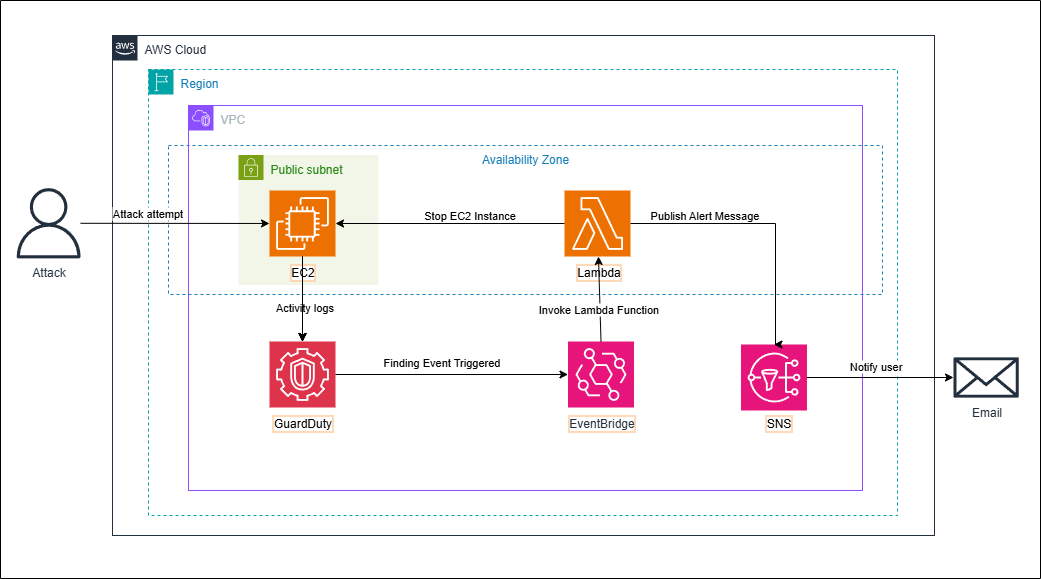 aws
AWS Cloud
Region
VPC
Availability Zone
Public subnet
Attack attempt
Stop EC2 Instance
Publish Alert Message
Attack
EC2
Lambda
Activity logs
Invoke Lambda Function
Finding Event Triggered
Notify user
GuardDuty
EventBridge
SNS
Email